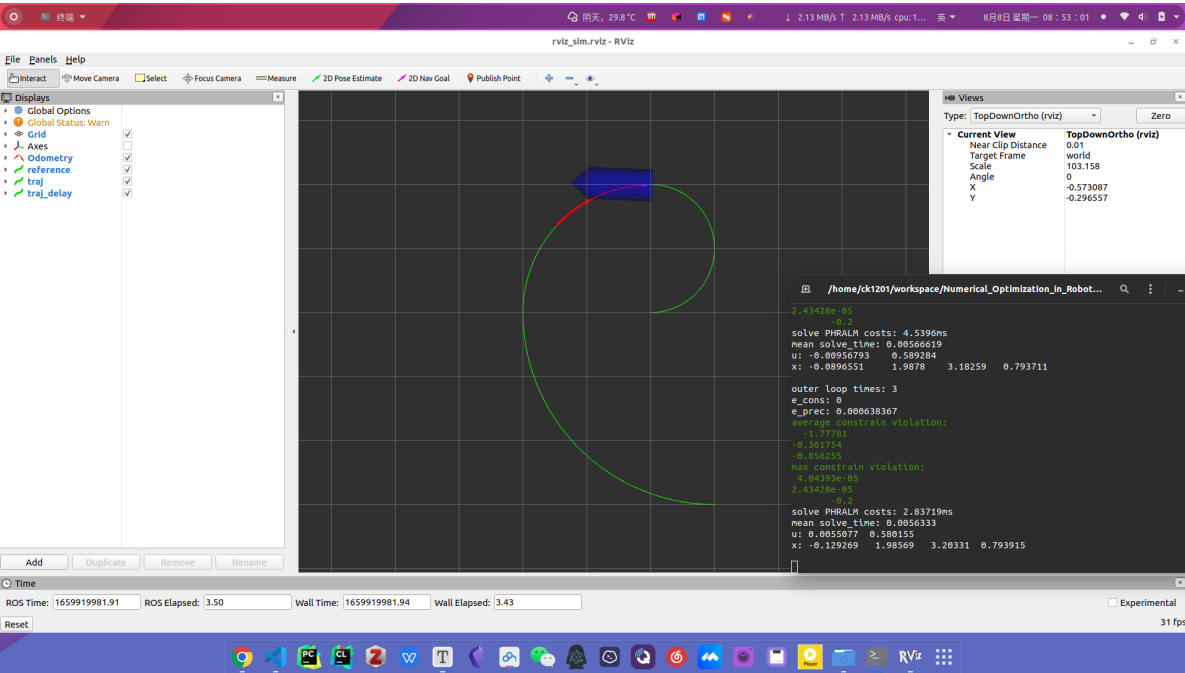 终端
阴天, 29.8°C
↓ 2.13 MB/s ↑ 2.13 MB/s cpu:1...
英
8月8日 星期一 08 : 53 : 01
rviz_sim.rviz - RViz
File Panels Help
Interact Move Camera Select Focus Camera Measure 2D Pose Estimate 2D Nav Goal Publish Point
Displays
Global Options
Global Status: Warn
Grid
Axes
Odometry
reference
traj
traj_delay
Add Duplicate Remove Rename
Views
Type: TopDownOrtho (rviz) Zero
Current View TopDownOrtho (rviz)
Near Clip Distance 0.01
Target Frame world
Scale 103.158
Angle 0
X -0.573087
Y -0.296557
/home/ck1201/workspace/Numerical_Optimization_in_Robot...
2.43428e-05
-0.2
solve PHRALM costs: 4.5396ms
mean solve_time: 0.00566619
u: -0.00956793 0.589284
x: -0.0896551 1.9878 3.18259 0.793711
outer loop times: 3
e_cons: 0
e_prec: 0.000638367
average constrain violation:
-1.77781
-0.361754
-0.856255
max constrain violation:
4.84393e-05
2.43428e-05
-0.2
solve PHRALM costs: 2.83719ms
mean solve_time: 0.0056333
u: 0.0055077 0.580155
x: -0.129269 1.98569 3.20331 0.793915
Time
ROS Time: 1659919981.91 ROS Elapsed: 3.50 Wall Time: 1659919981.94 Wall Elapsed: 3.43 Experimental
Reset 31 fps
PC CL Z W T Player RViz